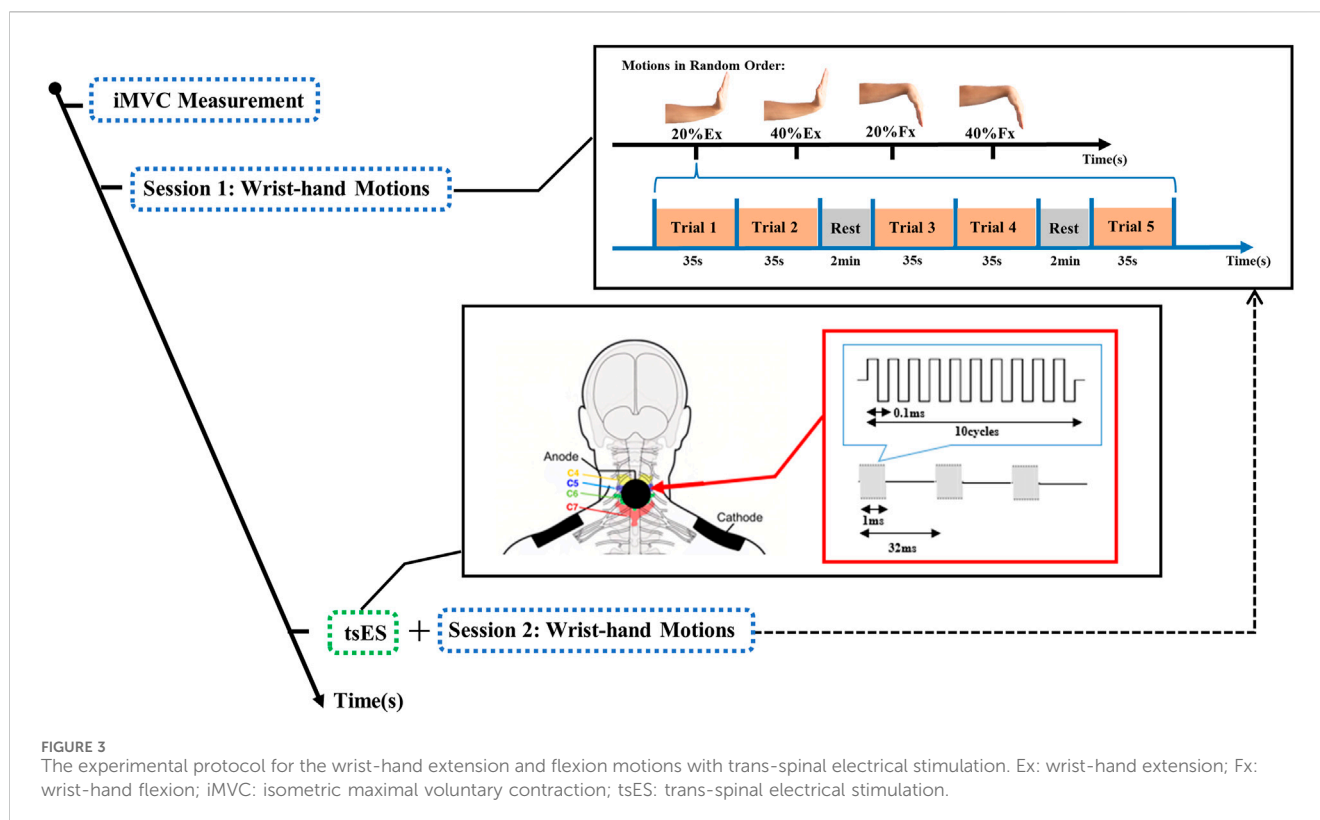 iMVC Measurement
Session 1: Wrist-hand Motions
Motions in Random Order:
20%Ex 40%Ex 20%Fx 40%Fx
Time(s)
Trial 1 Trial 2 Rest Trial 3 Trial 4 Rest Trial 5
35s 35s 2min 35s 35s 2min 35s
Time(s)
Anode
C4
C5
C6
C7
Cathode
0.1ms
10cycles
1ms
32ms
tsES + Session 2: Wrist-hand Motions
Time(s)
FIGURE 3
The experimental protocol for the wrist-hand extension and flexion motions with trans-spinal electrical stimulation. Ex: wrist-hand extension; Fx:
wrist-hand flexion; iMVC: isometric maximal voluntary contraction; tsES: trans-spinal electrical stimulation.